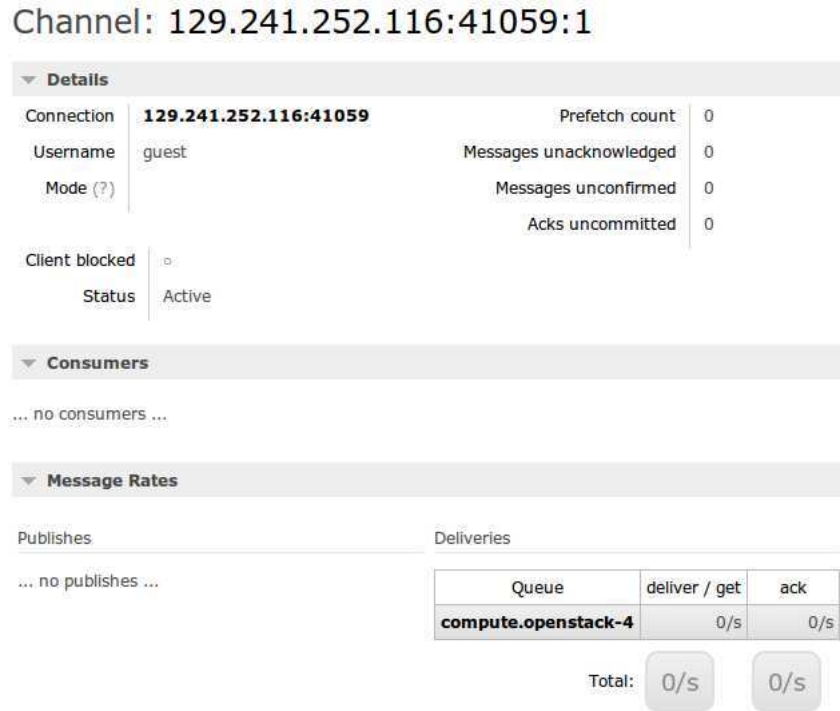 Channel: 129.241.252.116:41059:1
Details
Connection 129.241.252.116:41059
Username guest
Mode (?)
Prefetch count 0
Messages unacknowledged 0
Messages unconfirmed 0
Acks uncommitted 0
Client blocked ○
Status Active
Consumers
... no consumers ...
Message Rates
Publishes
... no publishes ...
Deliveries
Queue deliver / get ack
compute.openstack-4 0/s 0/s
Total: 0/s 0/s